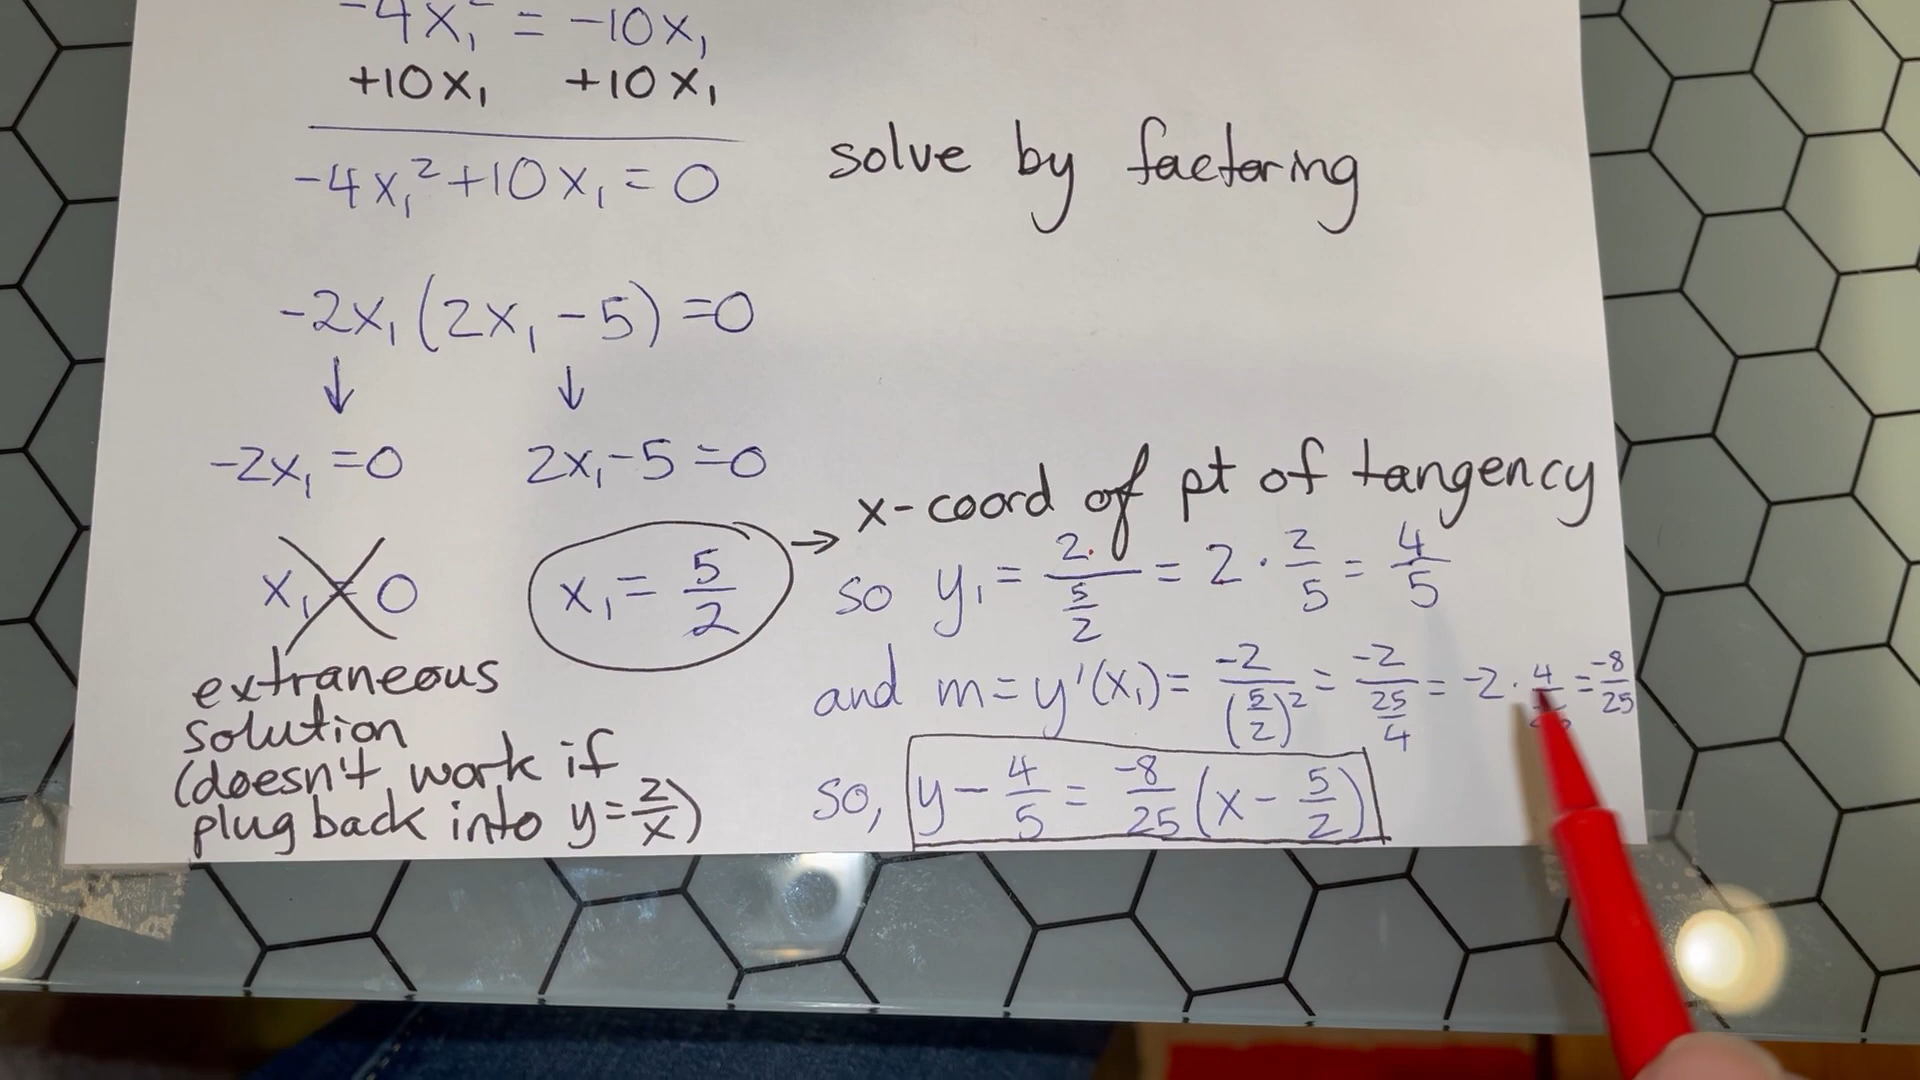 -4x₁² = -10x₁
+10x₁ +10x₁
-4x₁²+10x₁ = 0 solve by factoring
-2x₁(2x₁-5)=0
↓ ↓
-2x₁=0 2x₁-5=0
x₁=0
extraneous
solution
(doesn't work if
plug back into y=2/x)
x₁= 5/2 → x-coord of pt of tangency
so y₁ = 2/(5/2) = 2 · 2/5 = 4/5
and m = y'(x₁) = -2/(5/2)² = -2/(25/4) = -2 · 4/ = -8/25
so, y - 4/5 = -8/25(x - 5/2)